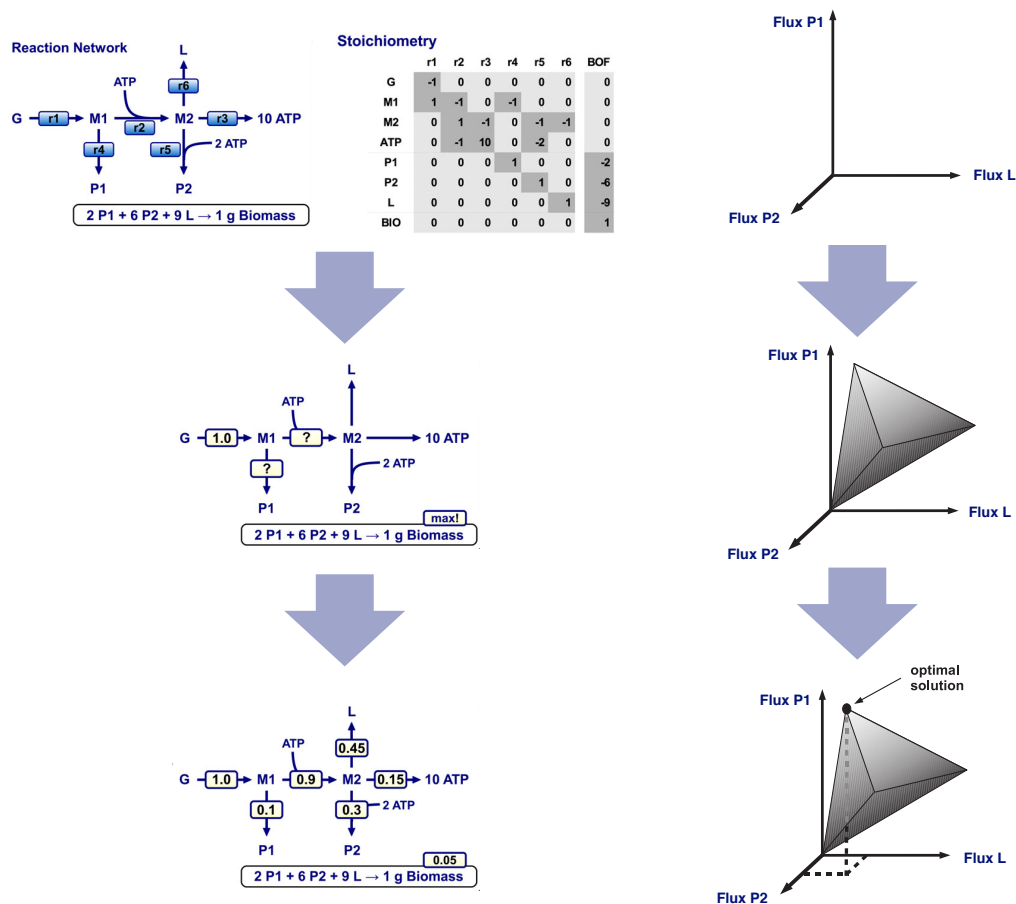 Reaction Network
L
ATP
r6
G r1 M1 r2 M2 r3 10 ATP
r4 r5 2 ATP
P1 P2
2 P1 + 6 P2 + 9 L → 1 g Biomass
Stoichiometry
r1 r2 r3 r4 r5 r6 BOF
G -1 0 0 0 0 0 0
M1 1 -1 0 -1 0 0 0
M2 0 1 -1 0 -1 -1 0
ATP 0 -1 10 0 -2 0 0
P1 0 0 0 1 0 0 -2
P2 0 0 0 0 1 0 -6
L 0 0 0 0 0 1 -9
BIO 0 0 0 0 0 0 1
Flux P1
Flux L
Flux P2
L
ATP
G 1.0 M1 ? M2 10 ATP
? 2 ATP
P1 P2
max!
2 P1 + 6 P2 + 9 L → 1 g Biomass
Flux P1
Flux L
Flux P2
L
ATP 0.45
G 1.0 M1 0.9 M2 0.15 10 ATP
0.1 0.3 2 ATP
P1 P2
0.05
2 P1 + 6 P2 + 9 L → 1 g Biomass
optimal
solution
Flux P1
Flux L
Flux P2